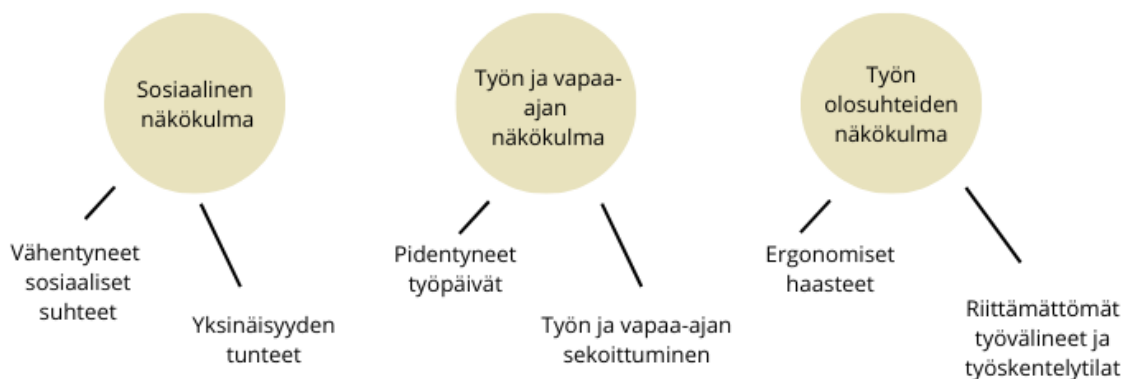 Sosiaalinen
näkökulma
Työn ja vapaa-
ajan
näkökulma
Työn
olosuhteiden
näkökulma
Vähentyneet
sosiaaliset
suhteet
Yksinäisyyden
tunteet
Pidentyneet
työpäivät
Työn ja vapaa-ajan
sekoittuminen
Ergonomiset
haasteet
Riittämättömät
työvälineet ja
työskentelytilat